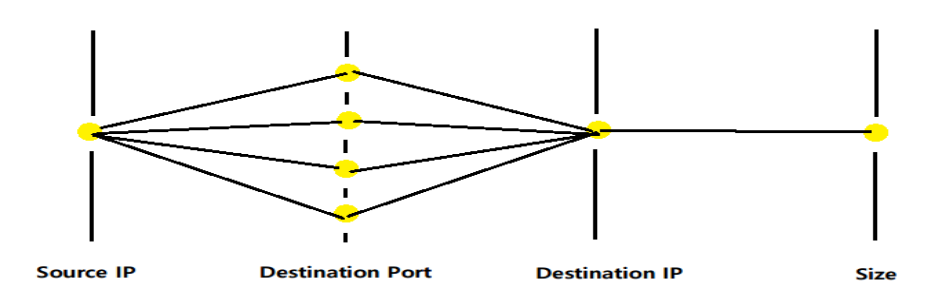 Source IP
Destination Port
Destination IP
Size